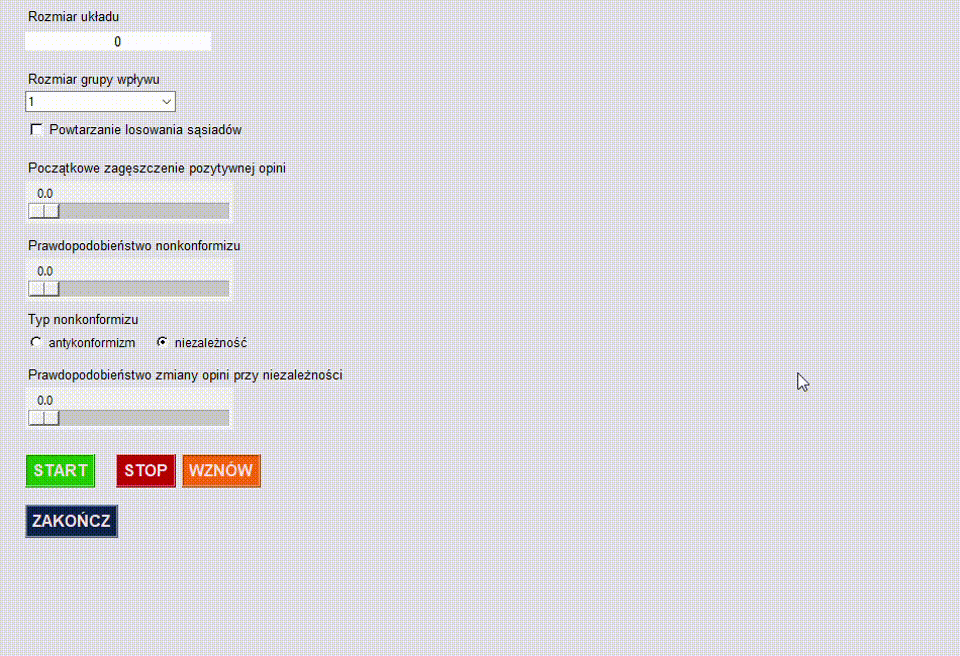 Rozmiar układu
0
Rozmiar grupy wpływu
1
Powtarzanie losowania sąsiadów
Początkowe zagęszczenie pozytywnej opini
0.0
Prawdopodobieństwo nonkonformizu
0.0
Typ nonkonformizu
antykonformizm niezależność
Prawdopodobieństwo zmiany opini przy niezależności
0.0
START STOP WZNÓW
ZAKOŃCZ